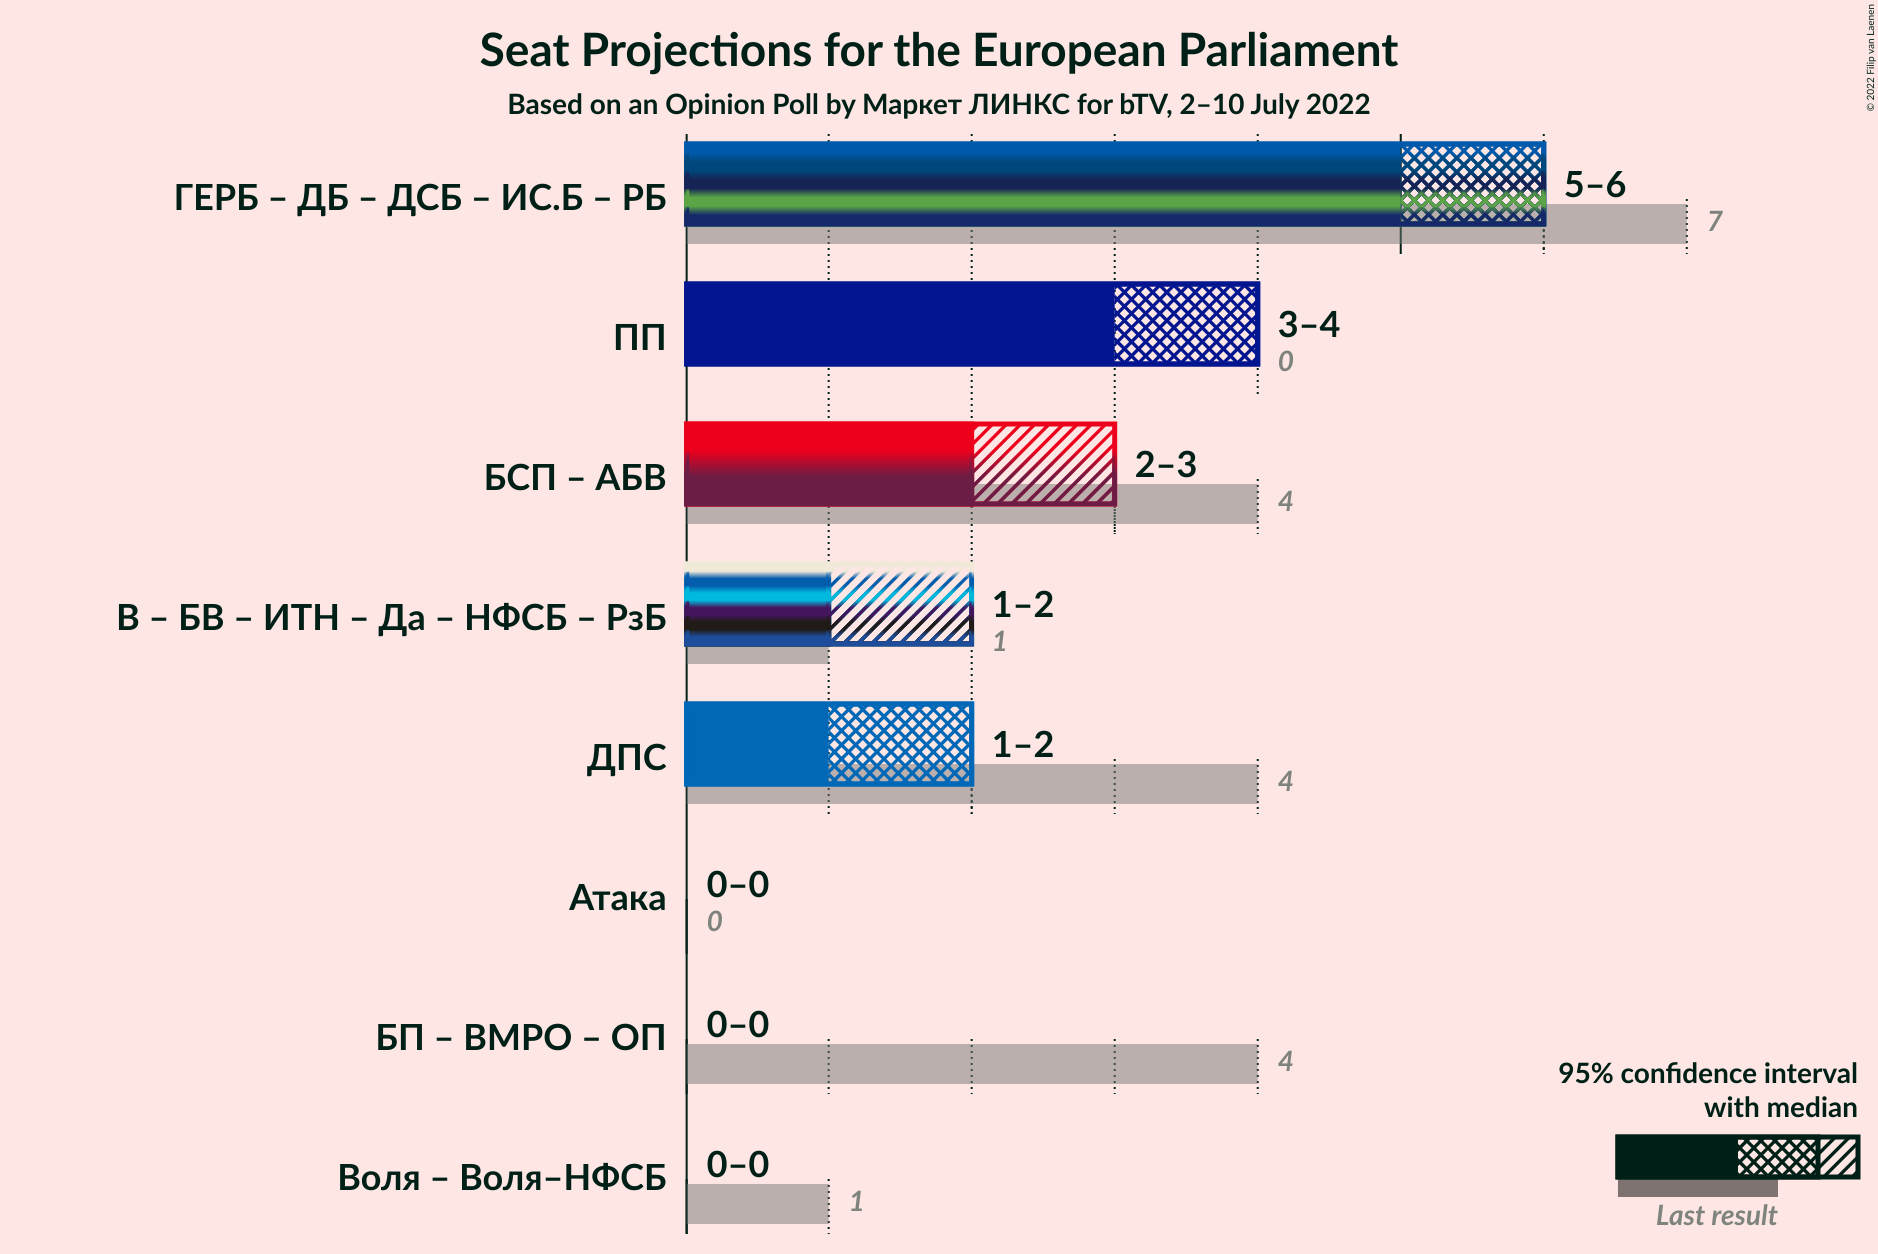 Seat Projections for the European Parliament
Based on an Opinion Poll by Маркет ЛИНКС for bTV, 2–10 July 2022
© 2022 Filip van Laenen
ГЕРБ – ДБ – ДСБ – ИС.Б – РБ
5–6
7
ПП
3–4
0
БСП – АБВ
2–3
4
В – БВ – ИТН – Да – НФСБ – РзБ
1–2
1
ДПС
1–2
4
Атака
0–0
0
БП – ВМРО – ОП
0–0
4
Воля – Воля–НФСБ
0–0
1
95% confidence interval
with median
Last result